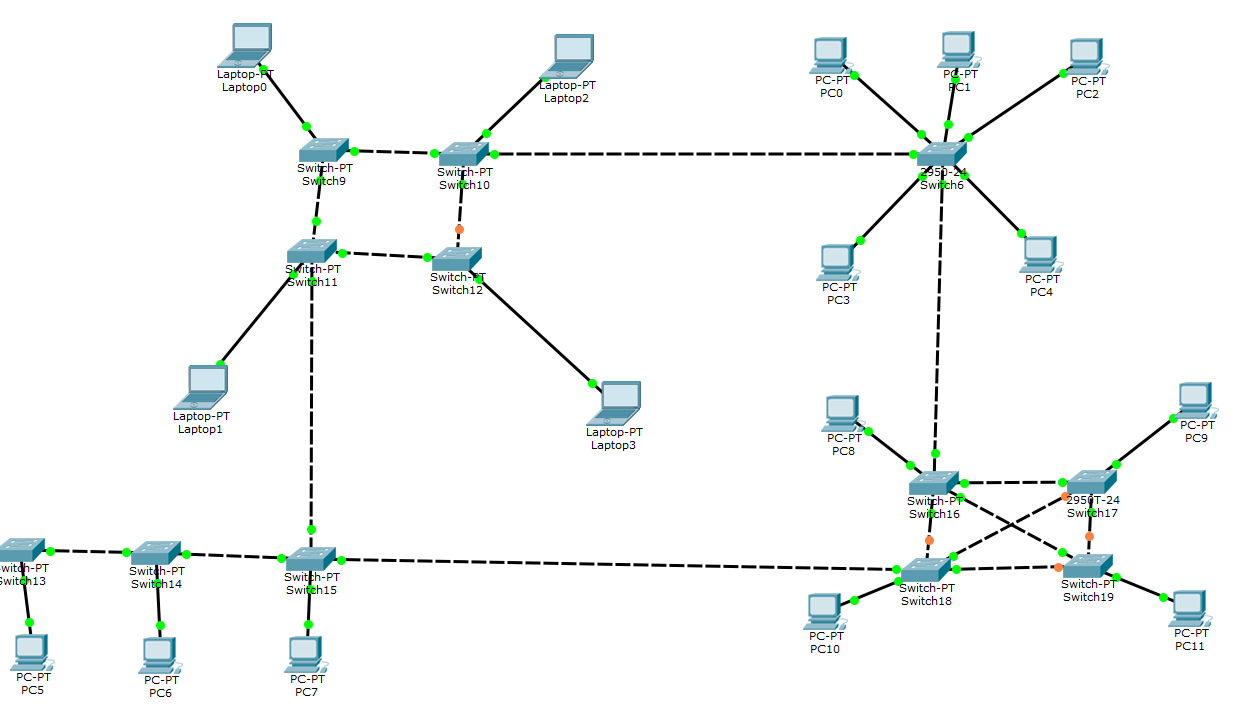 Laptop-PT
Laptop0
Laptop-PT
Laptop2
PC-PT
PC0
PC-PT
PC1
PC-PT
PC2
Switch-PT
Switch9
Switch-PT
Switch10
2950-24
Switch6
Switch-PT
Switch11
Switch-PT
Switch12
PC-PT
PC3
PC-PT
PC4
Laptop-PT
Laptop1
Laptop-PT
Laptop3
PC-PT
PC8
PC-PT
PC9
Switch-PT
Switch16
2950T-24
Switch17
witch-PT
witch13
Switch-PT
Switch14
Switch-PT
Switch15
Switch-PT
Switch18
Switch-PT
Switch19
PC-PT
PC10
PC-PT
PC11
PC-PT
PC5
PC-PT
PC6
PC-PT
PC7